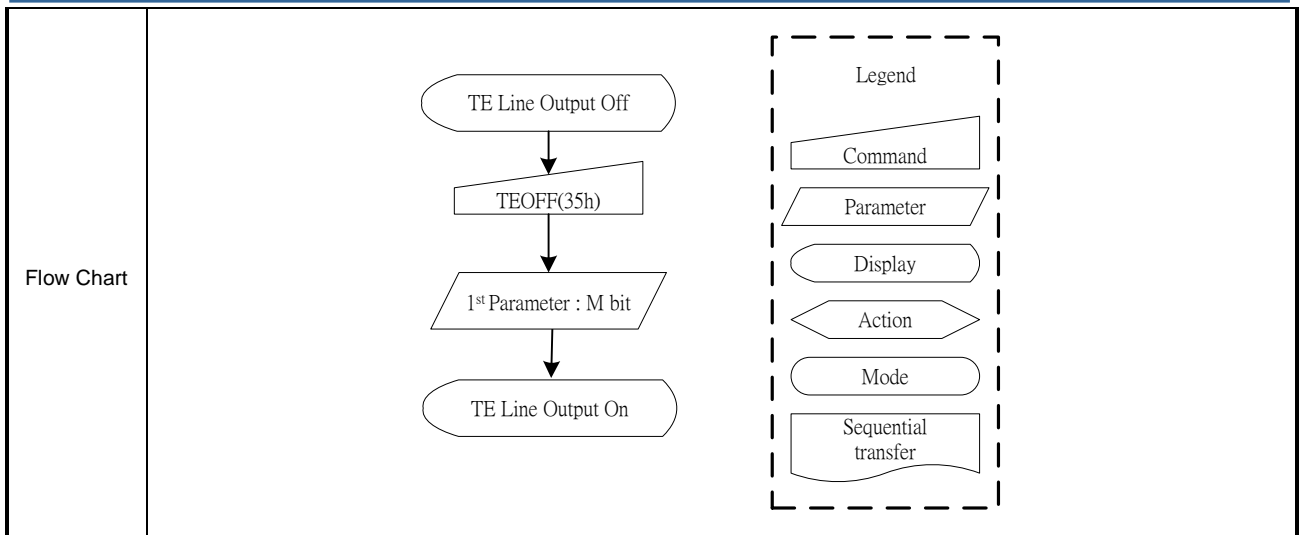 Flow Chart
TE Line Output Off
TEOFF(35h)
1st Parameter : M bit
TE Line Output On
Legend
Command
Parameter
Display
Action
Mode
Sequential
transfer